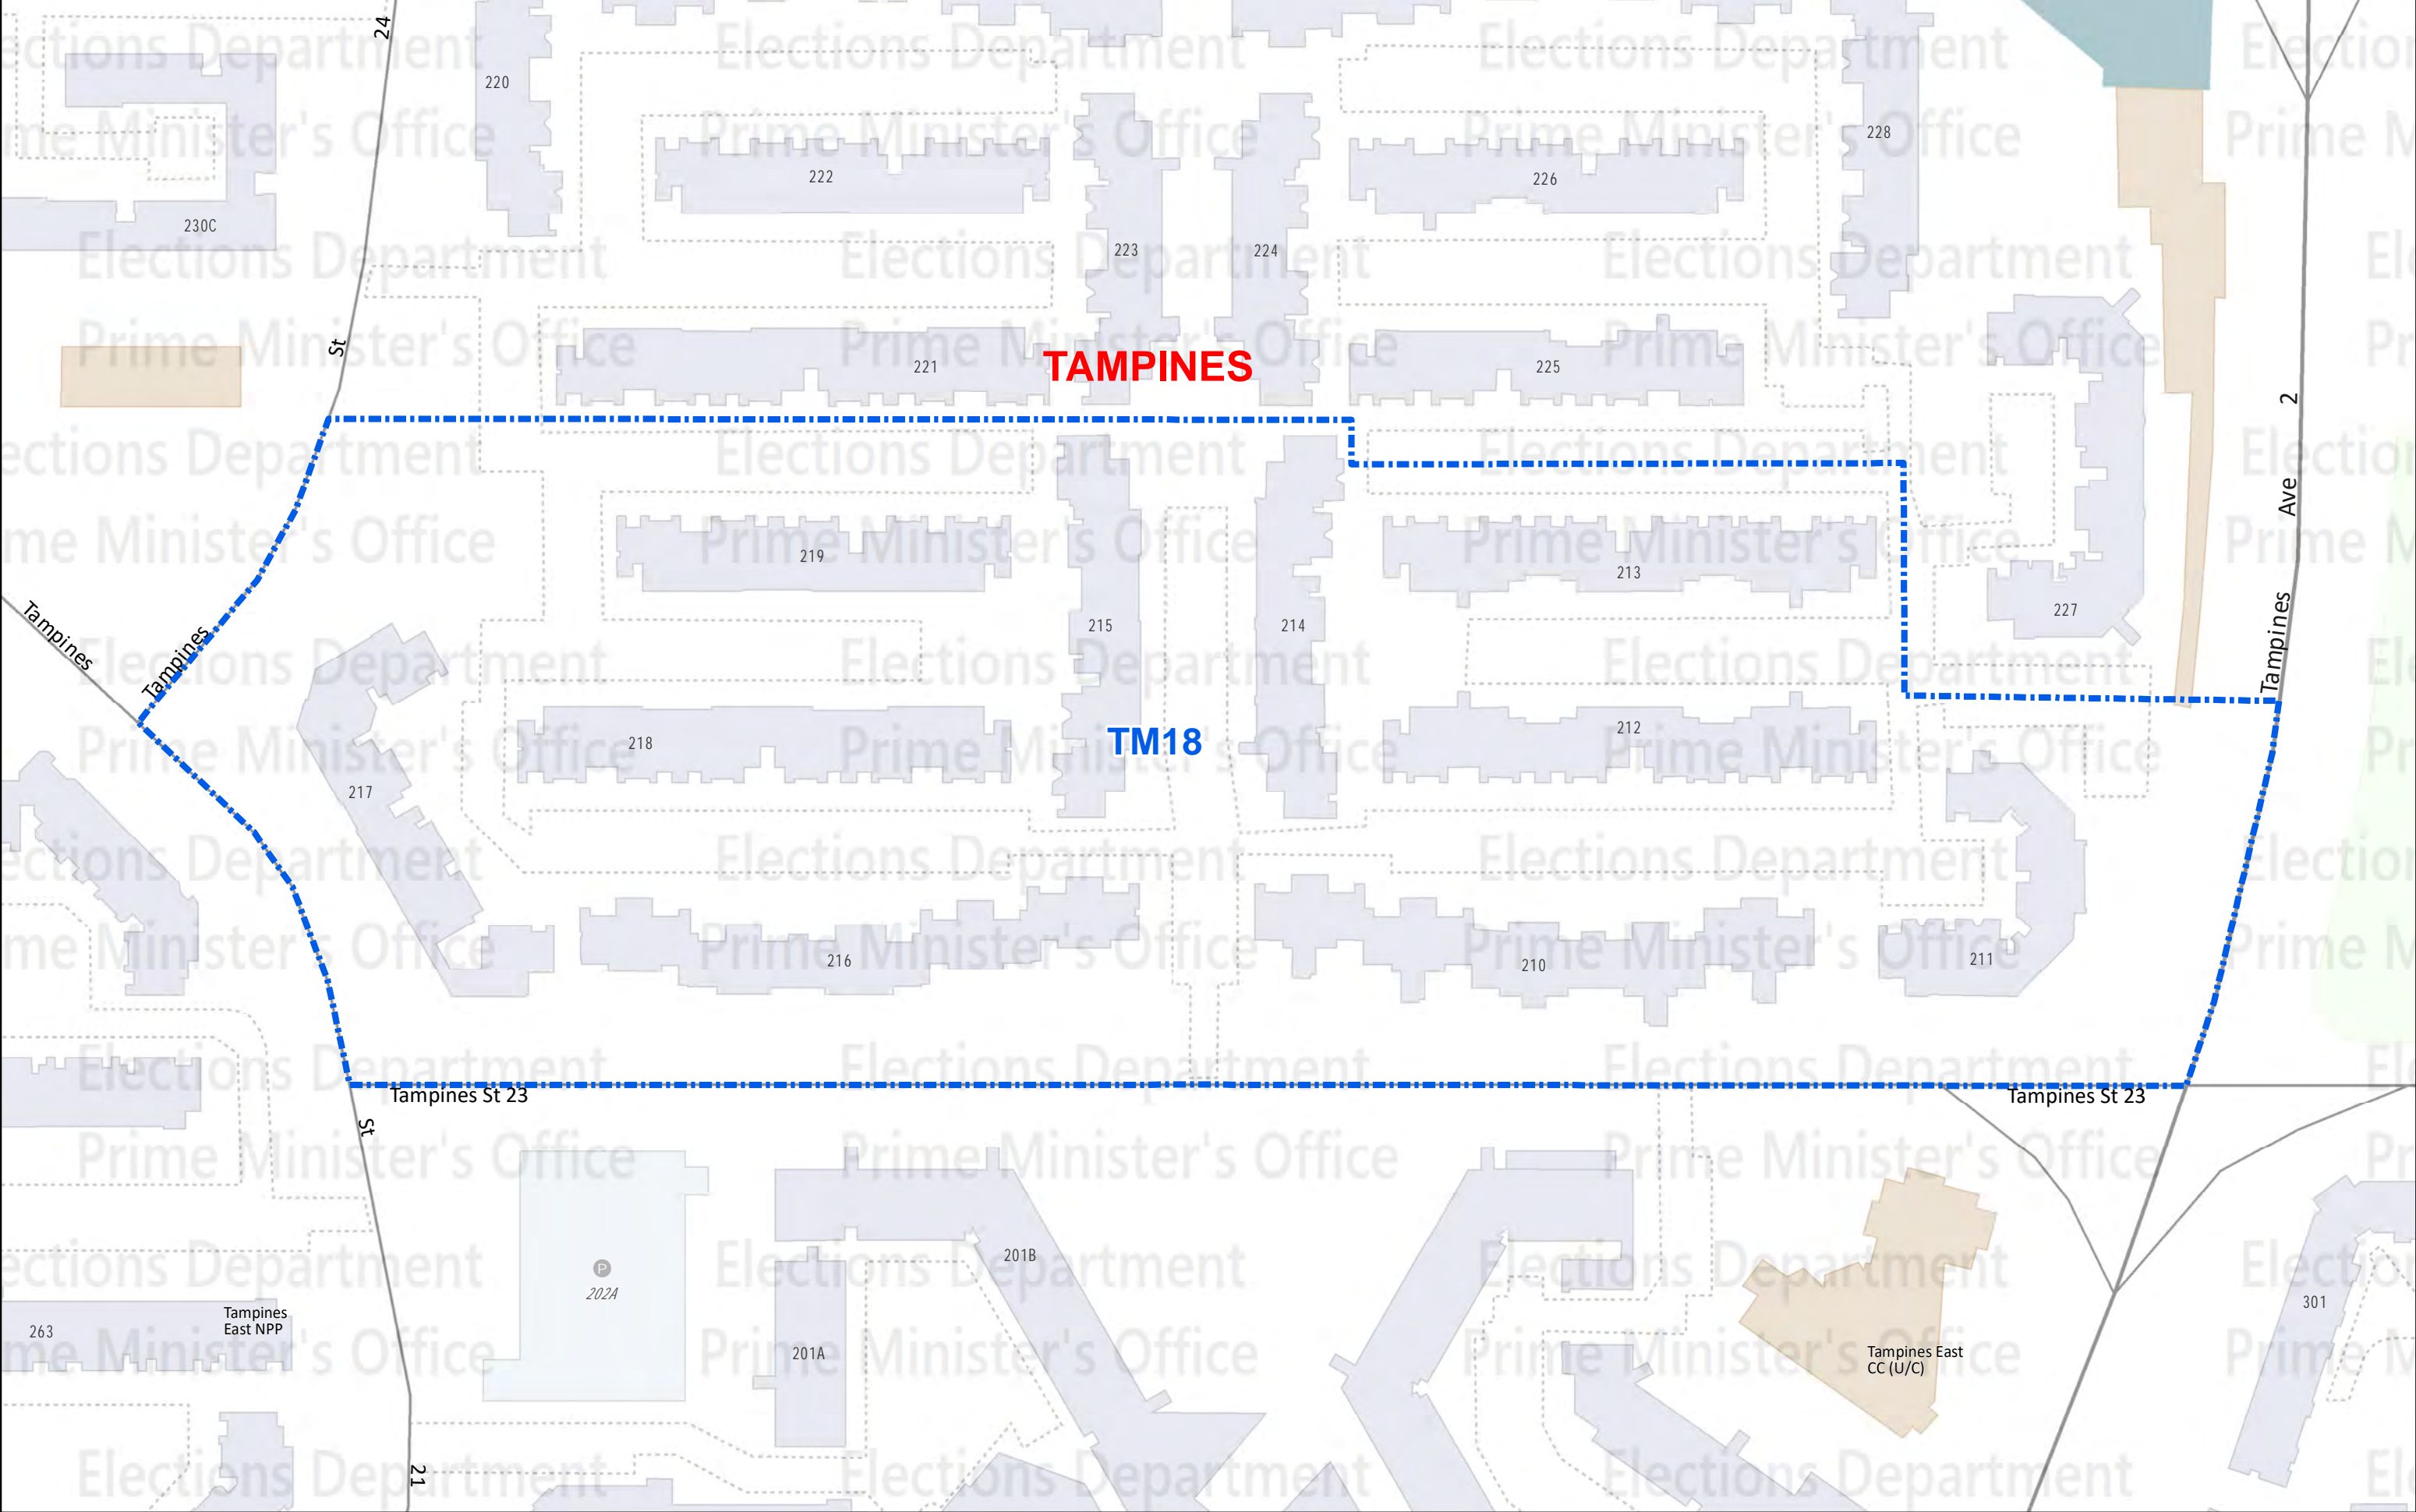 24
220
222
223
224
226
228
230C
St
221
TAMPINES
225
2
Ave
Tampines
219
213
215
214
227
Tampines
Tampines
218
TM18
212
217
216
210
211
Tampines St 23
Tampines St 23
St
201B
P
202A
263
Tampines
East NPP
201A
Tampines East
CC (U/C)
301
21
Elections Department
Prime Minister's Office